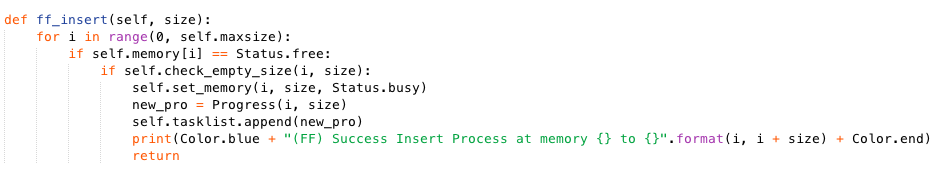 def ff_insert(self, size):
    for i in range(0, self.maxsize):
        if self.memory[i] == Status.free:
            if self.check_empty_size(i, size):
                self.set_memory(i, size, Status.busy)
                new_pro = Progress(i, size)
                self.tasklist.append(new_pro)
                print(Color.blue + "(FF) Success Insert Process at memory {} to {}".format(i, i + size) + Color.end)
                return